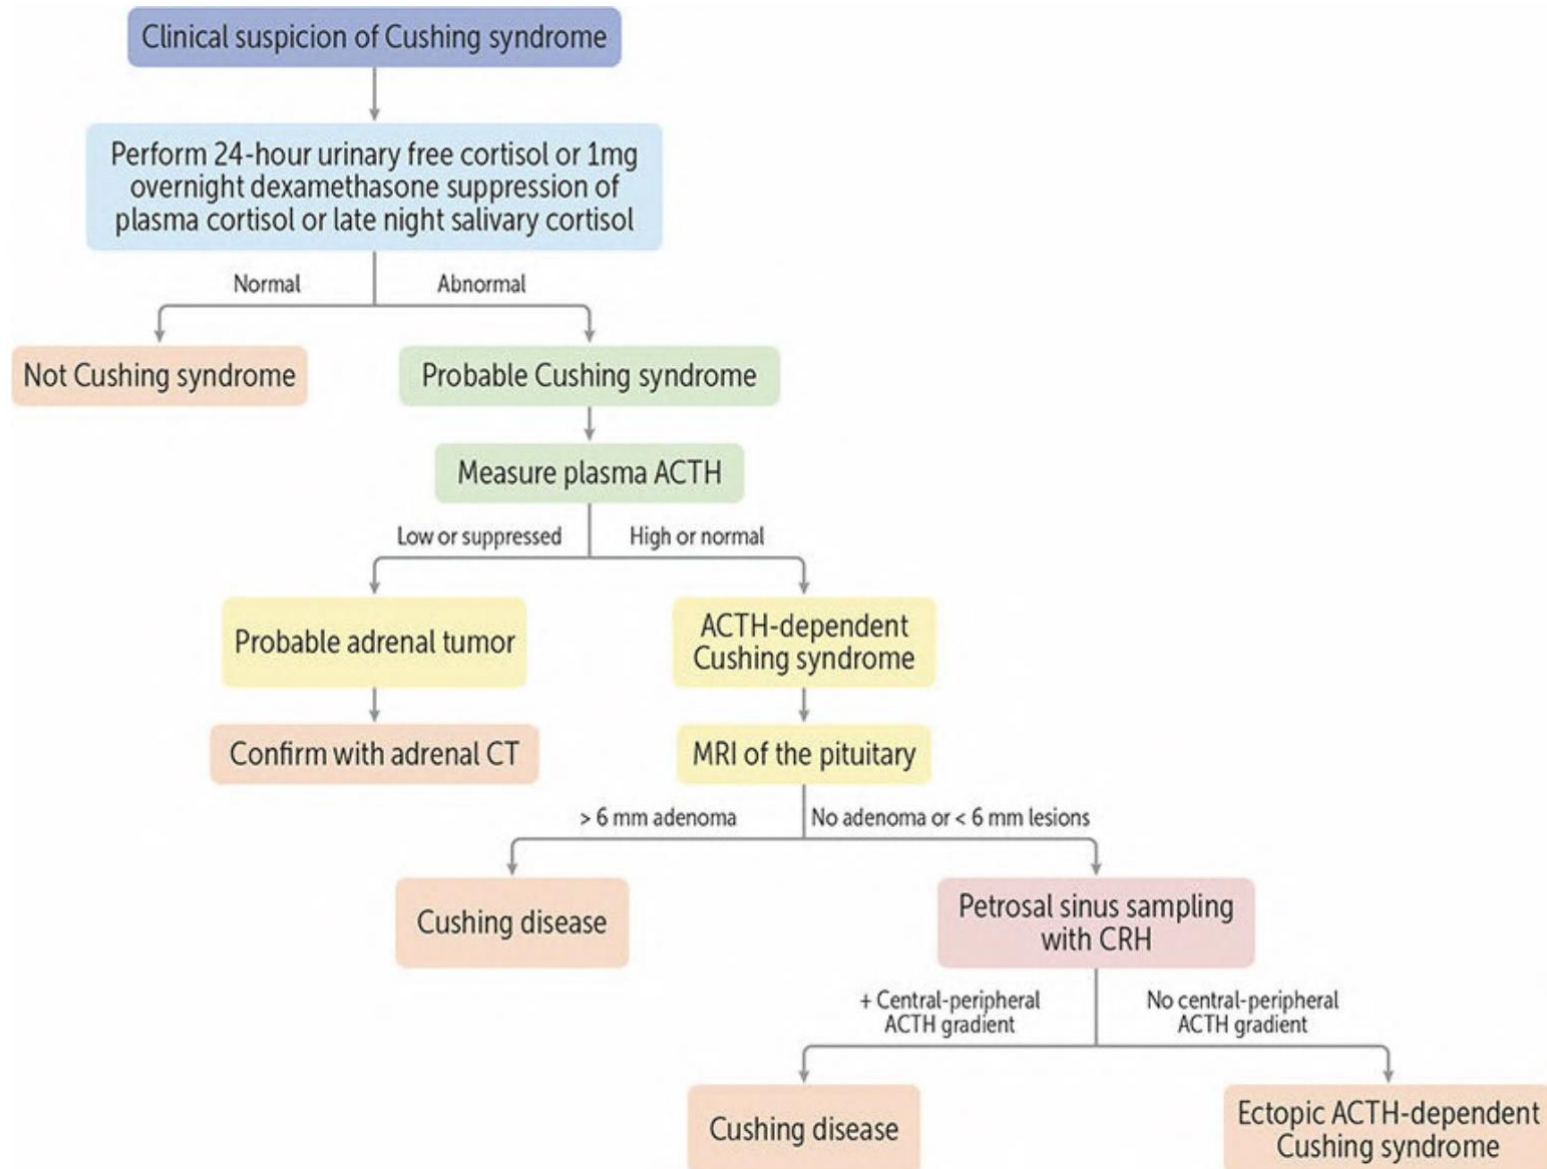 Clinical suspicion of Cushing syndrome
Perform 24-hour urinary free cortisol or 1mg
overnight dexamethasone suppression of
plasma cortisol or late night salivary cortisol
Normal
Abnormal
Not Cushing syndrome
Probable Cushing syndrome
Measure plasma ACTH
Low or suppressed
High or normal
Probable adrenal tumor
ACTH-dependent
Cushing syndrome
Confirm with adrenal CT
MRI of the pituitary
> 6 mm adenoma
No adenoma or < 6 mm lesions
Cushing disease
Petrosal sinus sampling
with CRH
+ Central-peripheral
ACTH gradient
No central-peripheral
ACTH gradient
Cushing disease
Ectopic ACTH-dependent
Cushing syndrome